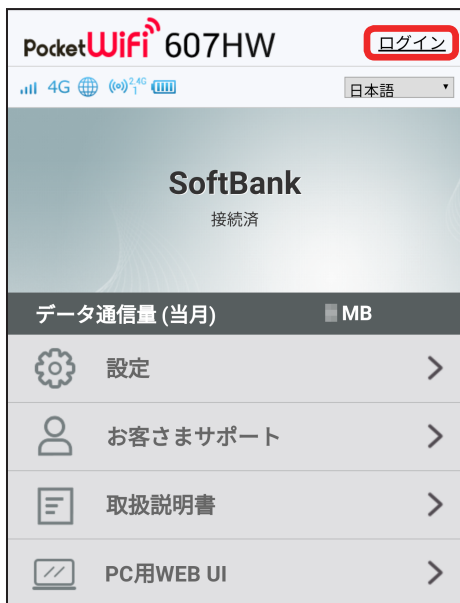 PocketWiFi 607HW
ログイン
4G 2.4G 1
日本語
SoftBank
接続済
データ通信量 (当月) MB
設定
お客さまサポート
取扱説明書
PC用WEB UI